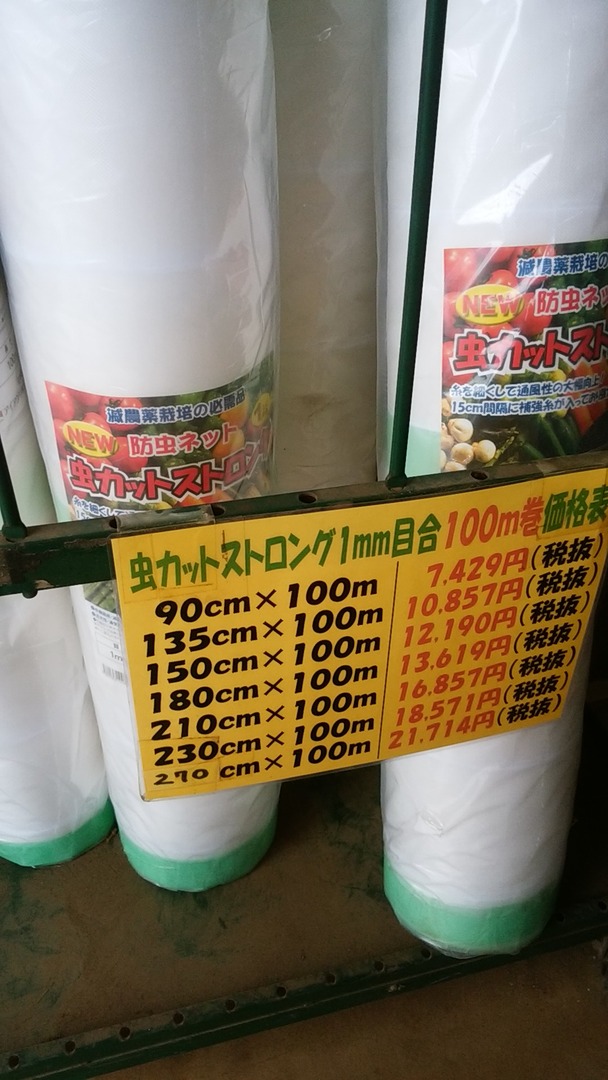 減農薬栽培の必需品
NEW 防虫ネット
虫カットストロング
減農薬栽培の
NEW 防虫ネッ
虫カットスト
糸を細くして通風性の大幅向上
15cm間隔に補強糸が入って
虫カットストロング1mm目合100m巻価格表
90cm×100m 7.429円(税抜)
135cm×100m 10.857円(税抜)
150cm×100m 12.190円(税抜)
180cm×100m 13.619円(税抜)
210cm×100m 16.857円(税抜)
230cm×100m 18.571円(税抜)
270cm×100m 21.714円(税抜)